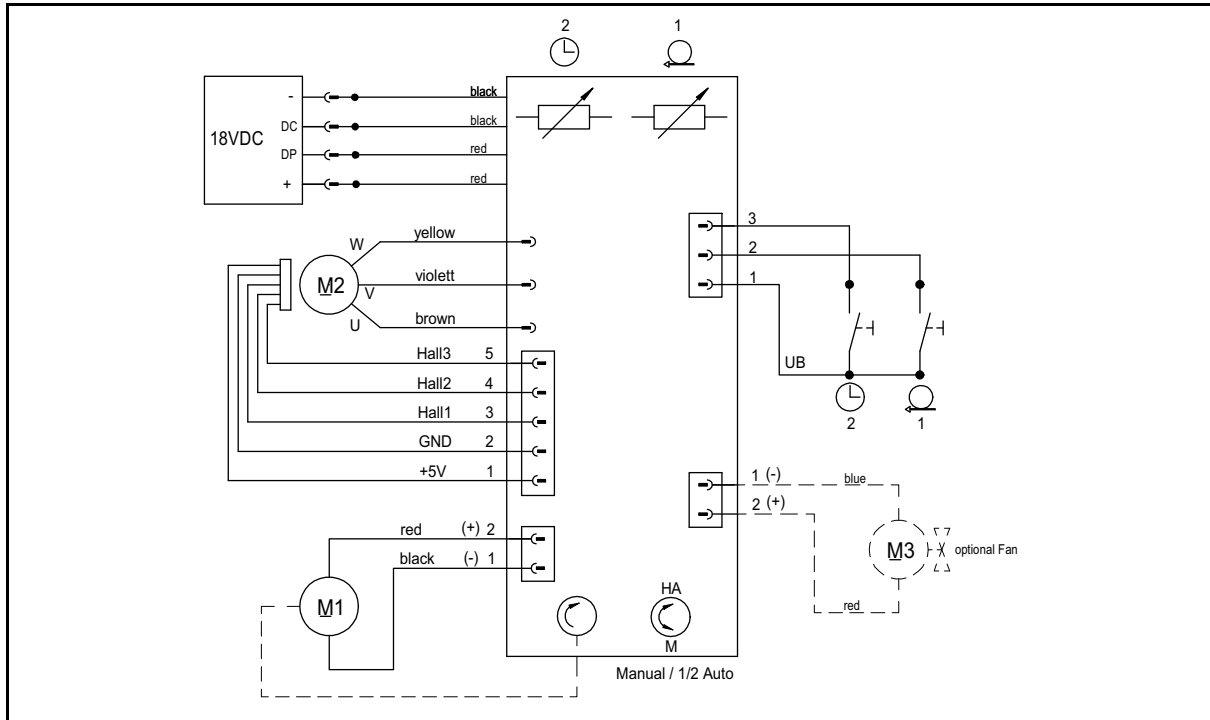 2 1
- black
18VDC DC black
DP red
+ red
W yellow
M2 V violett
U brown
Hall3 5
Hall2 4
Hall1 3
GND 2
+5V 1
red (+) 2
black (-) 1
M1
3
2
1
UB
2 1
1 (-) blue
2 (+)
M3 optional Fan
red
HA
M
Manual / 1/2 Auto